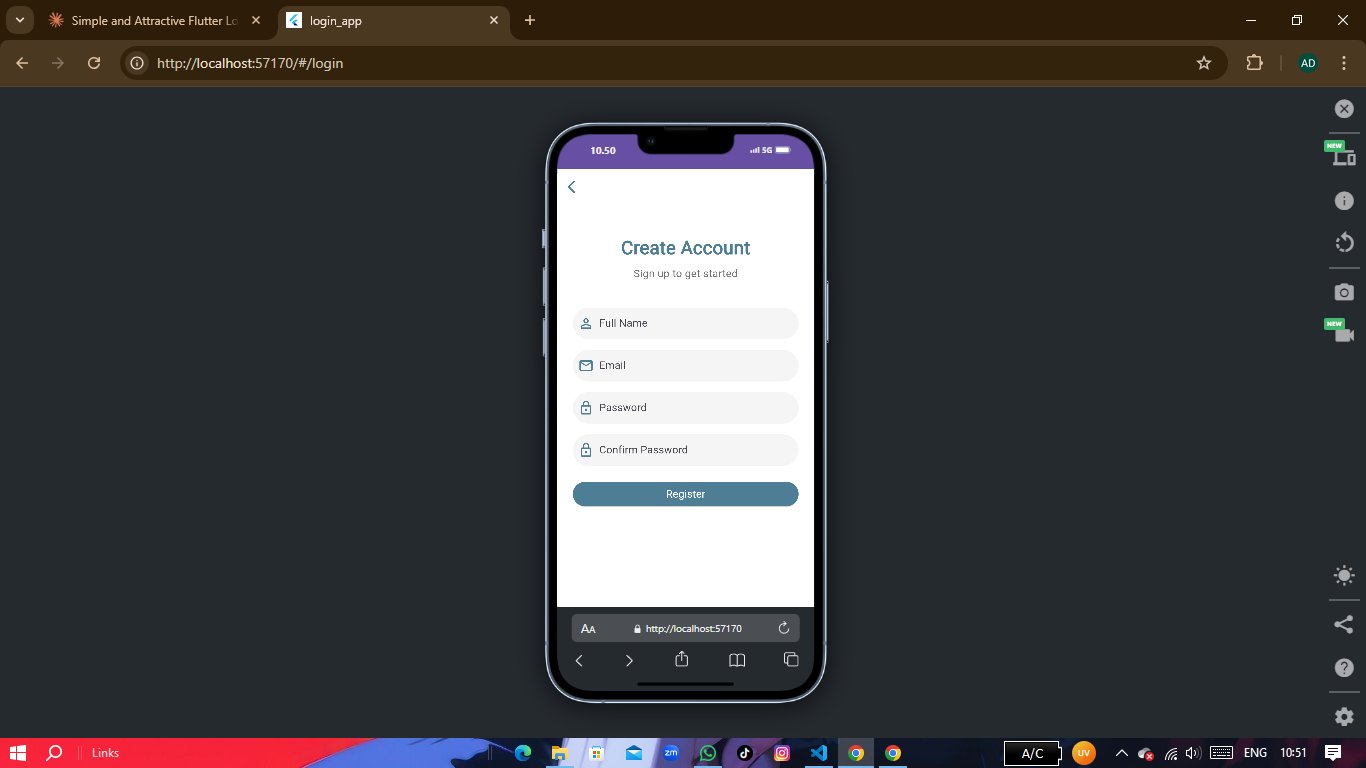 Simple and Attractive Flutter Lo
login_app
http://localhost:57170/#/login
AD
NEW
NEW
10.50
5G
Create Account
Sign up to get started
Full Name
Email
Password
Confirm Password
Register
AA
http://localhost:57170
Links
zm
A/C
UV
ENG
10:51